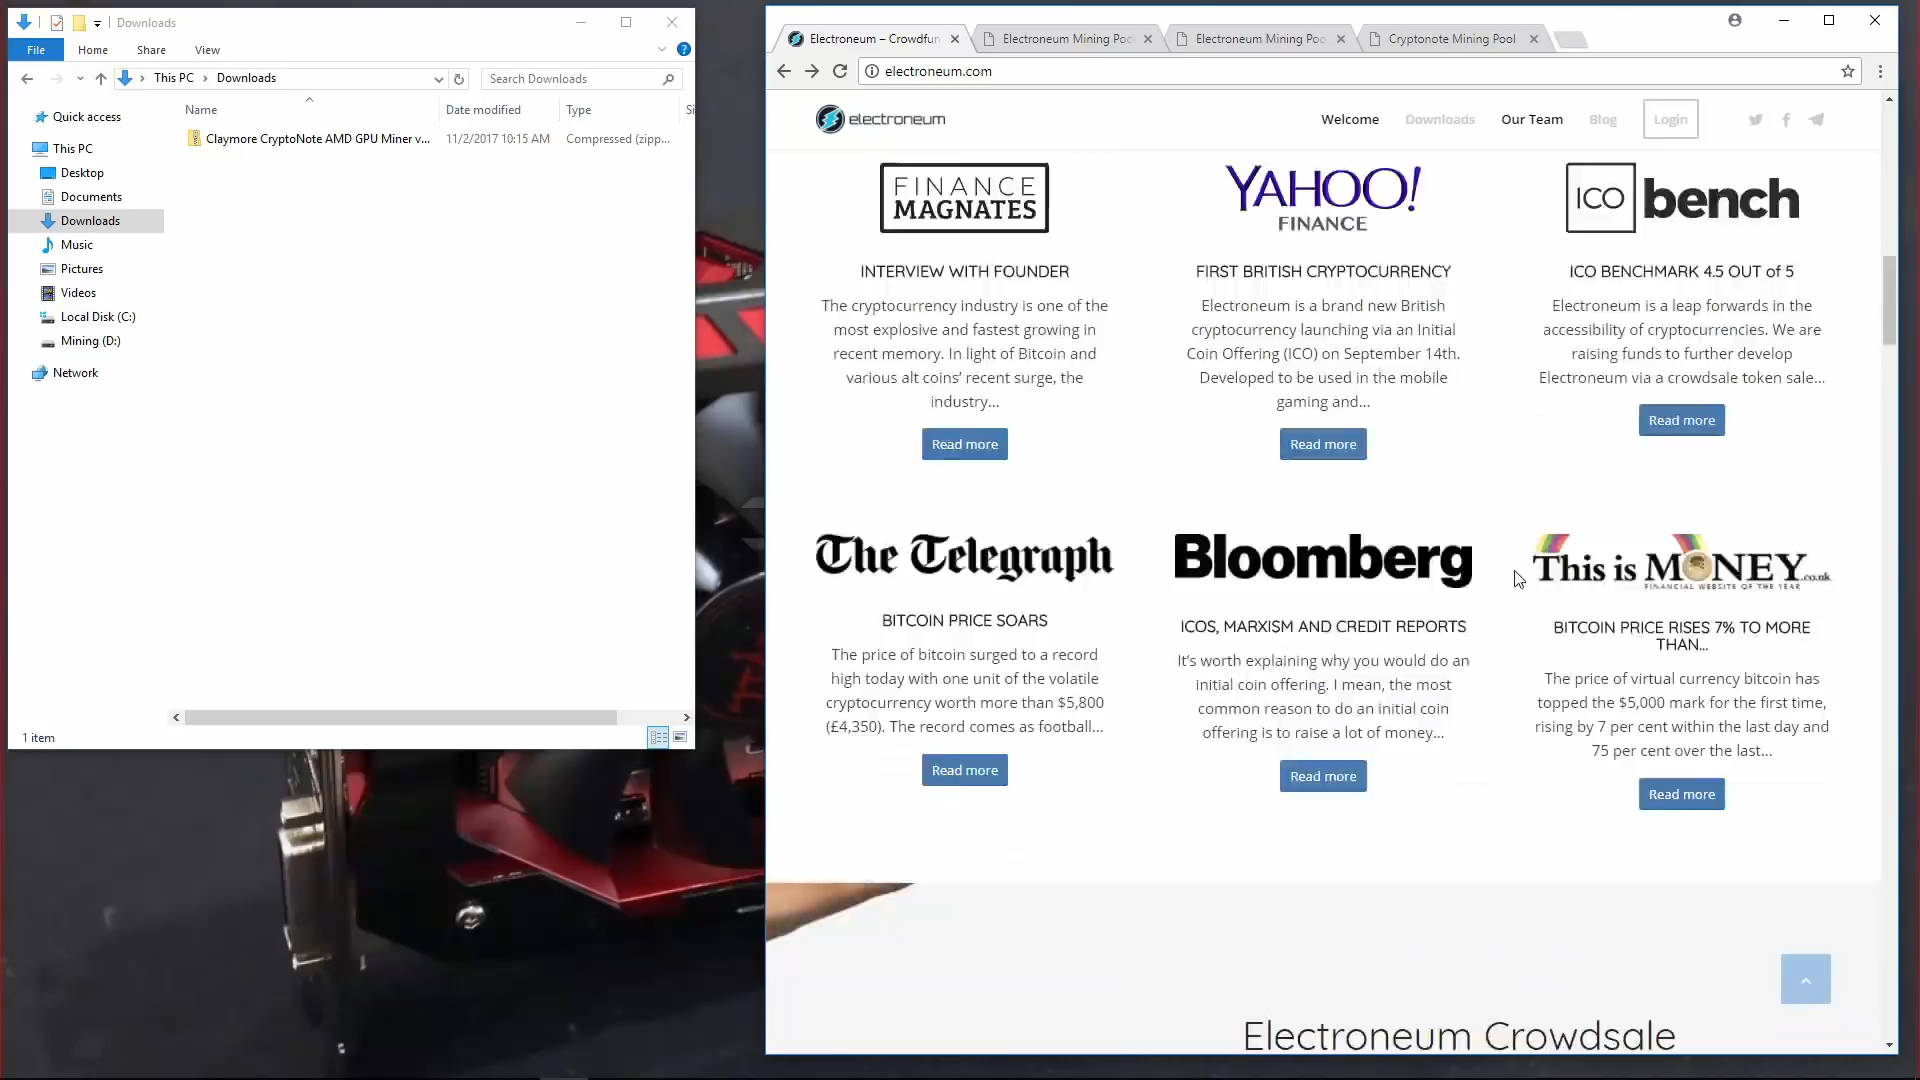 Downloads
File
Home
Share
View
This PC
Downloads
Search Downloads
Name
Date modified
Type
Quick access
This PC
Desktop
Documents
Downloads
Music
Pictures
Videos
Local Disk (C:)
Mining (D:)
Network
Claymore CryptoNote AMD GPU Miner v...
11/2/2017 10:15 AM
Compressed (zipp...
1 item
Electroneum – Crowdfun
Electroneum Mining Poo
Electroneum Mining Poo
Cryptonote Mining Pool
electroneum.com
electroneum
Welcome
Downloads
Our Team
Blog
Login
FINANCE
MAGNATES
INTERVIEW WITH FOUNDER
The cryptocurrency industry is one of the
most explosive and fastest growing in
recent memory. In light of Bitcoin and
various alt coins’ recent surge, the
industry...
Read more
YAHOO!
FINANCE
FIRST BRITISH CRYPTOCURRENCY
Electroneum is a brand new British
cryptocurrency launching via an Initial
Coin Offering (ICO) on September 14th.
Developed to be used in the mobile
gaming and...
Read more
ICO bench
ICO BENCHMARK 4.5 OUT of 5
Electroneum is a leap forwards in the
accessibility of cryptocurrencies. We are
raising funds to further develop
Electroneum via a crowdsale token sale...
Read more
The Telegraph
BITCOIN PRICE SOARS
The price of bitcoin surged to a record
high today with one unit of the volatile
cryptocurrency worth more than $5,800
(£4,350). The record comes as football...
Read more
Bloomberg
ICOS, MARXISM AND CREDIT REPORTS
It’s worth explaining why you would do an
initial coin offering. I mean, the most
common reason to do an initial coin
offering is to raise a lot of money...
Read more
This is MONEY.co.uk
FINANCIAL WEBSITE OF THE YEAR
BITCOIN PRICE RISES 7% TO MORE
THAN...
The price of virtual currency bitcoin has
topped the $5,000 mark for the first time,
rising by 7 per cent within the last day and
75 per cent over the last...
Read more
Electroneum Crowdsale